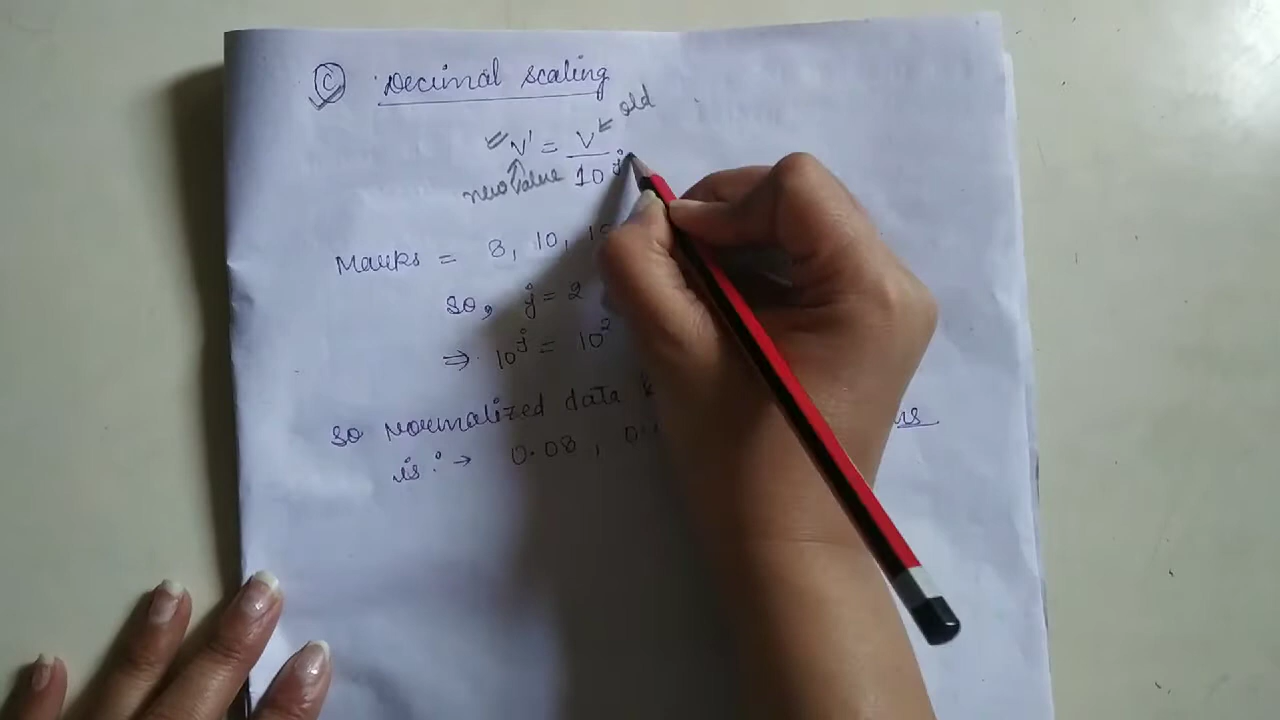 C Decimal scaling
old
V' = V / 10^j
new value
Marks = 8, 10,
so, j = 2
⇒ 10^j = 10^2
so Normalized data
is : → 0.08 ,